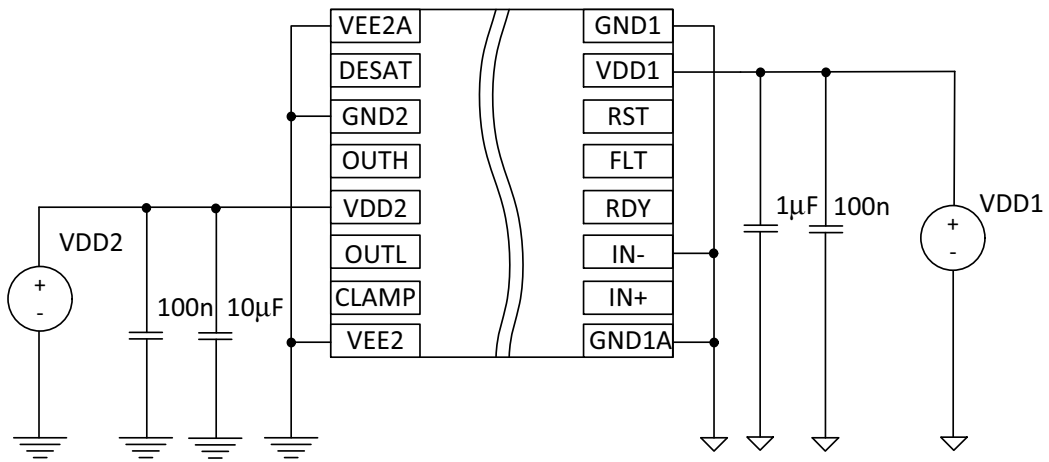 VEE2A
GND1
DESAT
VDD1
GND2
RST
OUTH
FLT
VDD2
RDY
1μF
100n
VDD1
+
-
VDD2
OUTL
IN-
+
-
CLAMP
IN+
100n
10μF
VEE2
GND1A